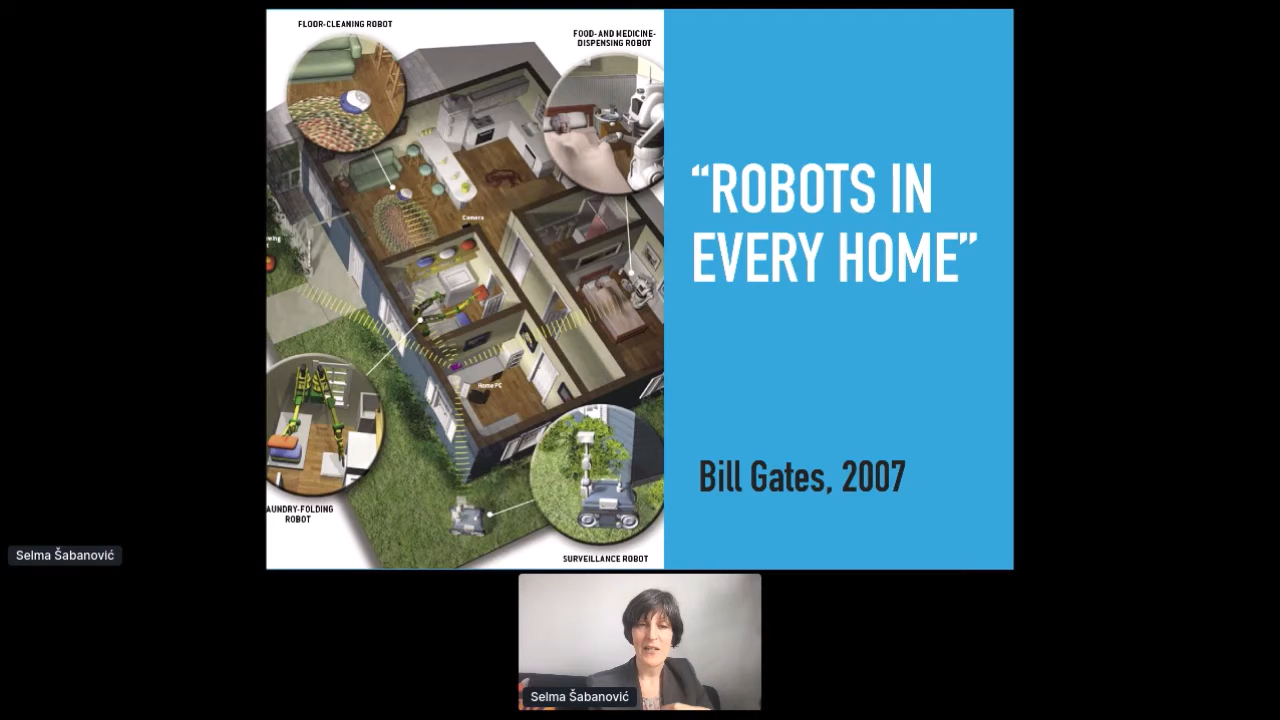 FLOOR-CLEANING ROBOT
FOOD- AND MEDICINE-
DISPENSING ROBOT
“ROBOTS IN
EVERY HOME”
Camera
Home PC
Bill Gates, 2007
AUNDRY-FOLDING
ROBOT
SURVEILLANCE ROBOT
Selma Šabanović
Selma Šabanović